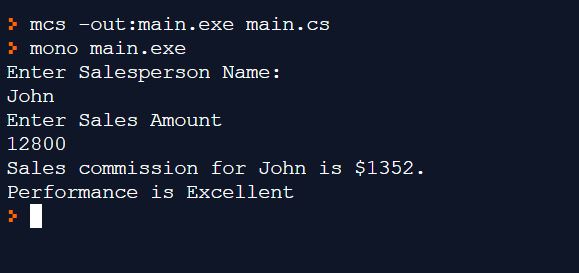 > mcs -out:main.exe main.cs
> mono main.exe
Enter Salesperson Name:
John
Enter Sales Amount
12800
Sales commission for John is $1352.
Performance is Excellent
>